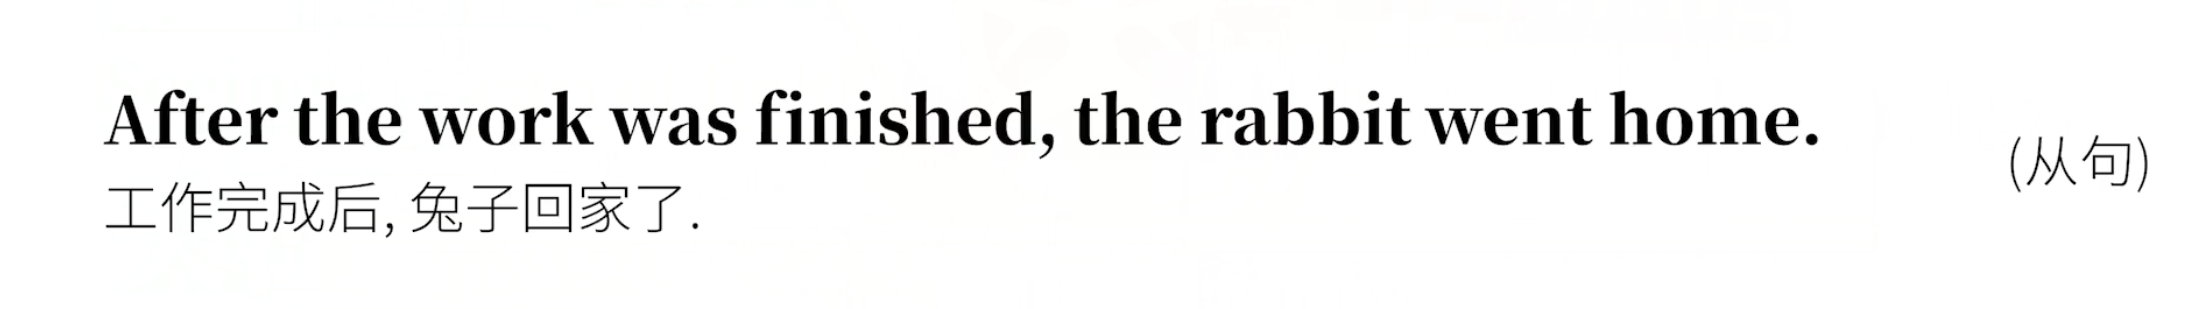 After the work was finished, the rabbit went home.
(从句)
工作完成后, 兔子回家了.